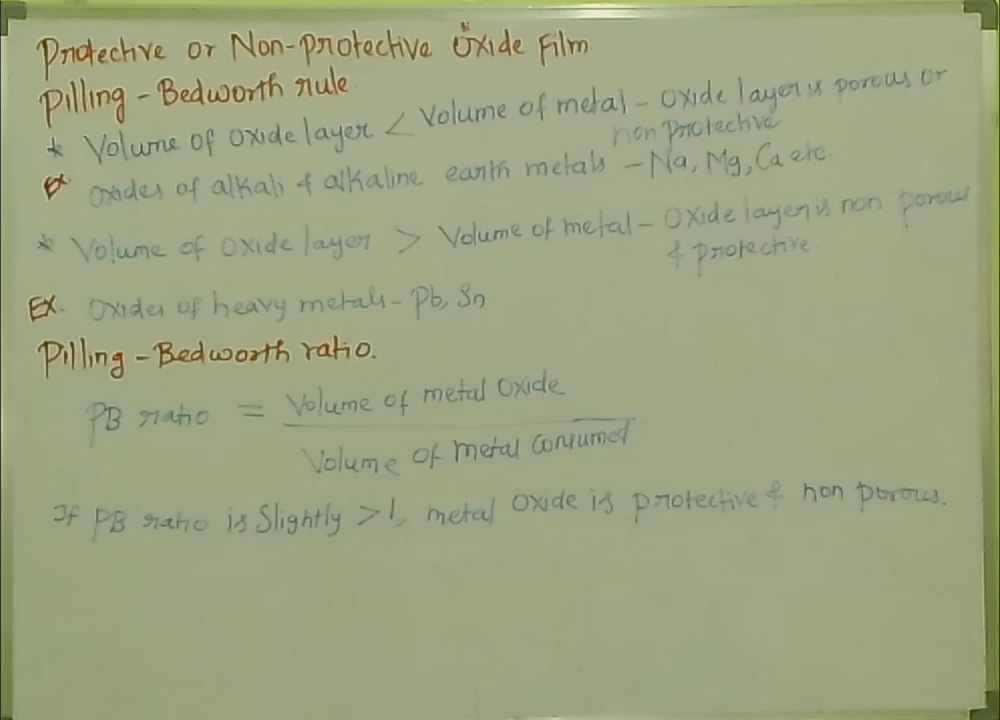 Protective or Non-protective Oxide Film
Pilling - Bedworth rule
* Volume of oxide layer < Volume of metal - Oxide layer is porous or
non protective
Ex Oxides of alkali & alkaline earth metals - Na, Mg, Ca etc
* Volume of oxide layer > Volume of metal - Oxide layer is non porous
& protective.
Ex. Oxides of heavy metals - Pb, Sn
Pilling - Bedworth ratio.
PB ratio = Volume of metal oxide
Volume of metal consumed
If PB ratio is Slightly >1, metal oxide is protective & non porous.